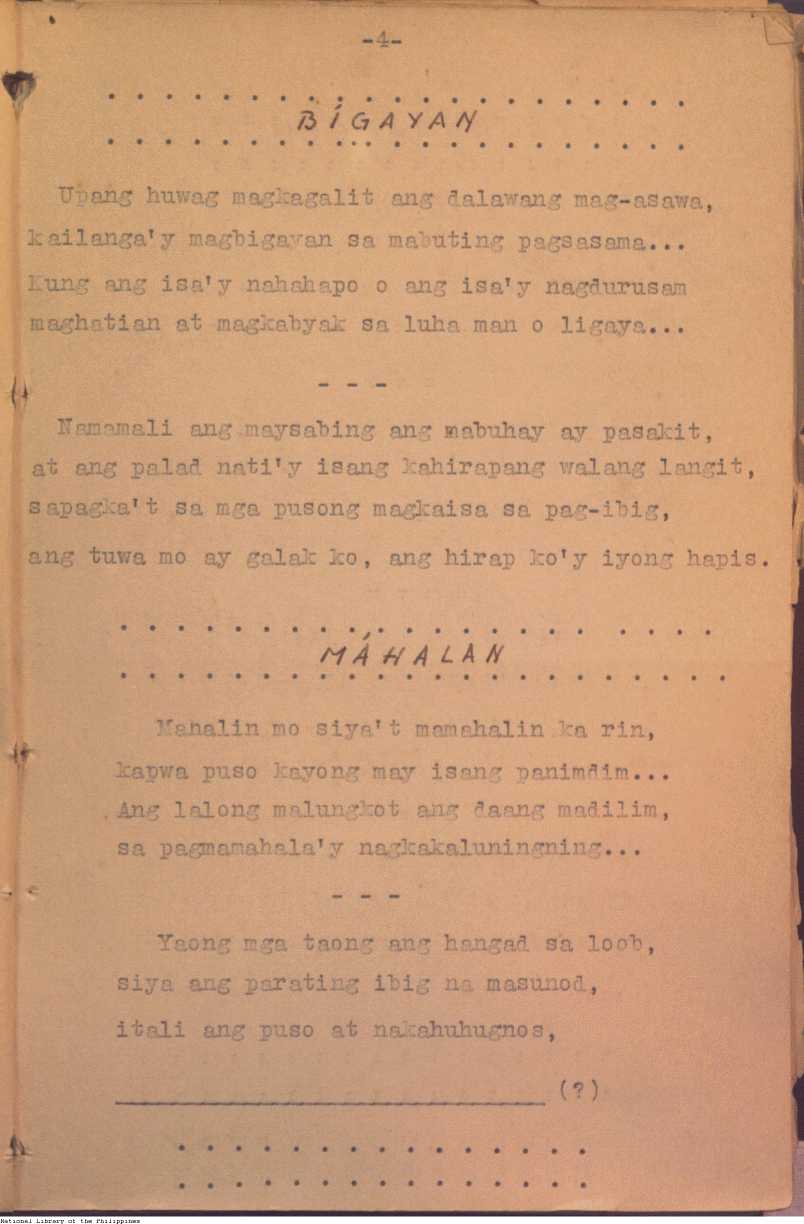 -4-
. . . . . . . . . . . . . . . . . . . . .
BÍGAYAN
. . . . . . . . . . . . . . . . . . . . .
Upang huwag magkagalit ang dalawang mag-asawa,
kailanga'y magbigayan sa mabuting pagsasama...
Kung ang isa'y nahahapo o ang isa'y nagdurusam
maghatian at magkabyak sa luha man o ligaya...
- - -
Namamali ang maysabing ang mabuhay ay pasakit,
at ang palad nati'y isang kahirapang walang langit,
sapagka't sa mga pusong magkaisa sa pag-ibig,
ang tuwa mo ay galak ko, ang hirap ko'y iyong hapis.
. . . . . . . . . . . . . . . . . . . . .
MÁHALAN
. . . . . . . . . . . . . . . . . . . . . .
Mahalin mo siya't mamahalin ka rin,
kapwa puso kayong may isang panimdim...
Ang lalong malungkot ang daang madilim,
sa pagmamahala'y nagkakaluningning...
- - -
Yaong mga taong ang hangad sa loob,
siya ang parating ibig na masunod,
itali ang puso at nakahuhugnos,
______________________________ (?)
. . . . . . . . . . . . . . .
. . . . . . . . . . . . . . .
National Library of the Philippines